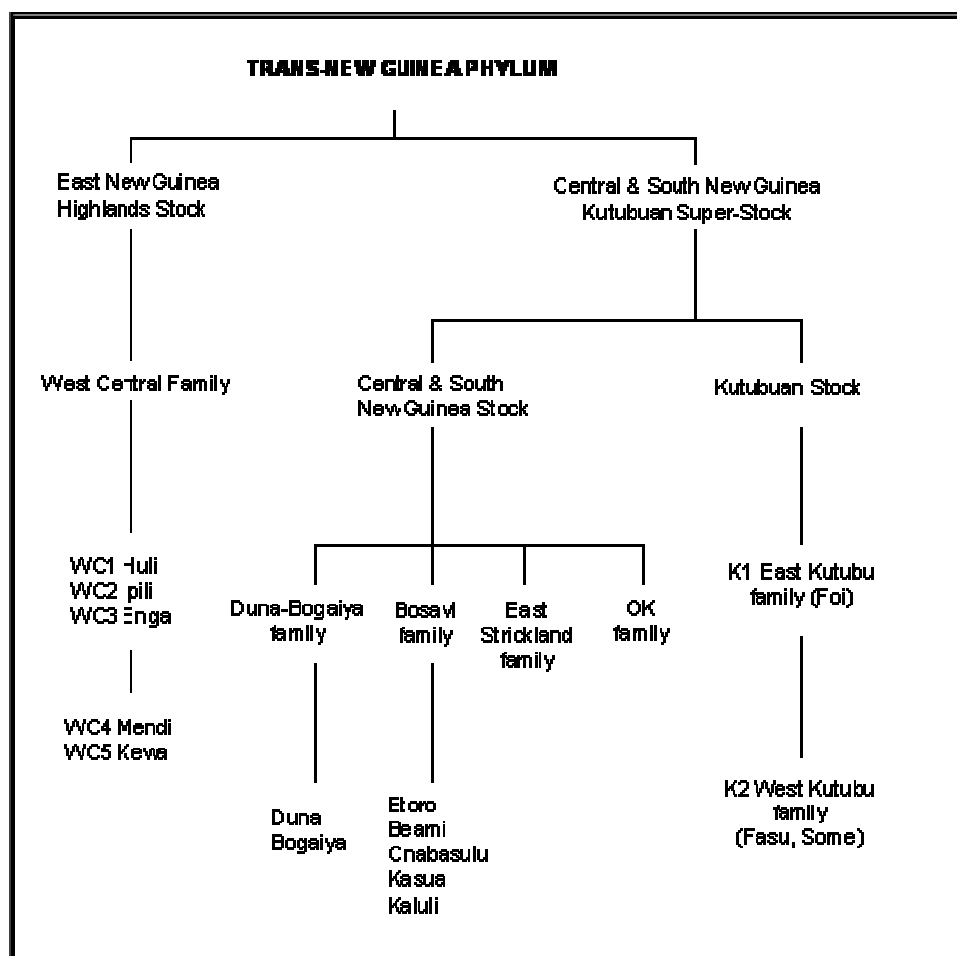 TRANS-NEW GUINEA PHYLUM
East New Guinea
Highlands Stock
Central & South New Guinea
Kutubuan Super-Stock
West Central Family
Central & South
New Guinea Stock
Kutubuan Stock
WC1 Huli
WC2 Ipili
WC3 Enga
K1 East Kutubu
family (Foi)
Duna-Bogaiya
family
Bosavi
family
East
Strickland
family
OK
family
WC4 Mendi
WC5 Kewa
K2 West Kutubu
family
(Fasu, Some)
Duna
Bogaiya
Etoro
Beami
Cnabasulu
Kasua
Kaluli